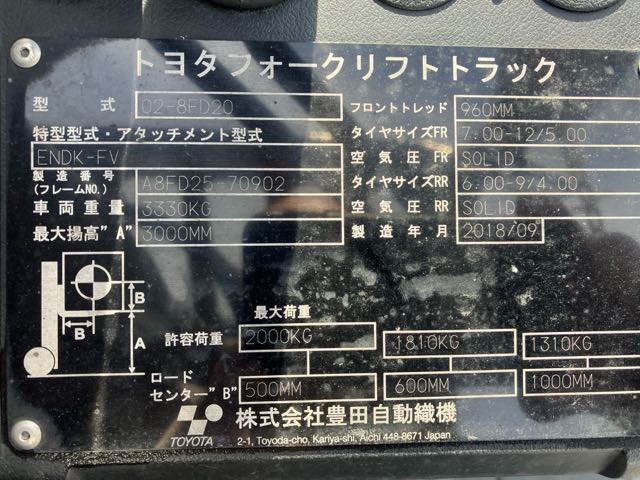 トヨタフォークリフトトラック
型 式 02-8FD20
フロントトレッド 960MM
特型型式・アタッチメント型式
タイヤサイズFR 7.00-12/5.00
ENDK-FV
空気圧FR SOLID
製造番号
(フレームNO.) A8FD25-70902
タイヤサイズRR 6.00-9/4.00
車両重量 3330KG
空気圧RR SOLID
最大揚高"A" 3000MM
製造年月 2018/09
B
B
A
最大荷重
許容荷重 2000KG 1810KG 1310KG
ロード
センター"B" 500MM 600MM 1000MM
TOYOTA
株式会社豊田自動織機
2-1, Toyoda-cho, Kariya-shi, Aichi 448-8671 Japan